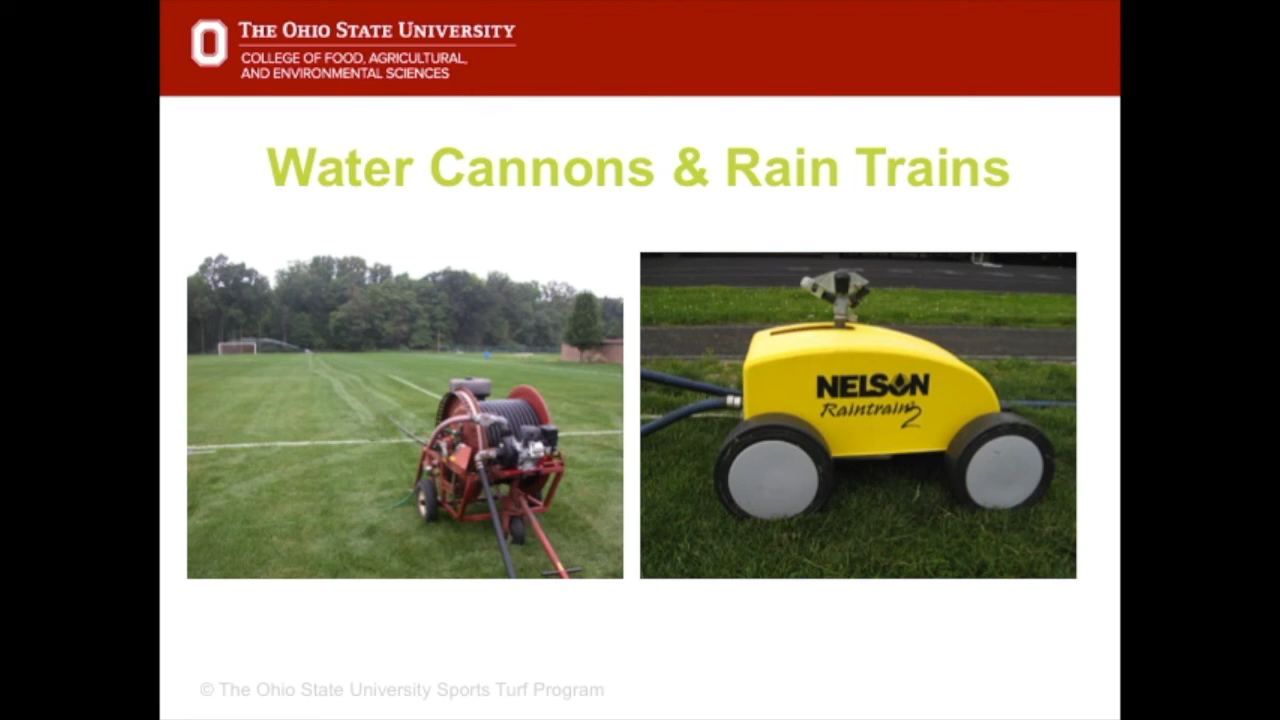 THE OHIO STATE UNIVERSITY
COLLEGE OF FOOD, AGRICULTURAL,
AND ENVIRONMENTAL SCIENCES
Water Cannons & Rain Trains
NELSON
Raintrain 2
© The Ohio State University Sports Turf Program